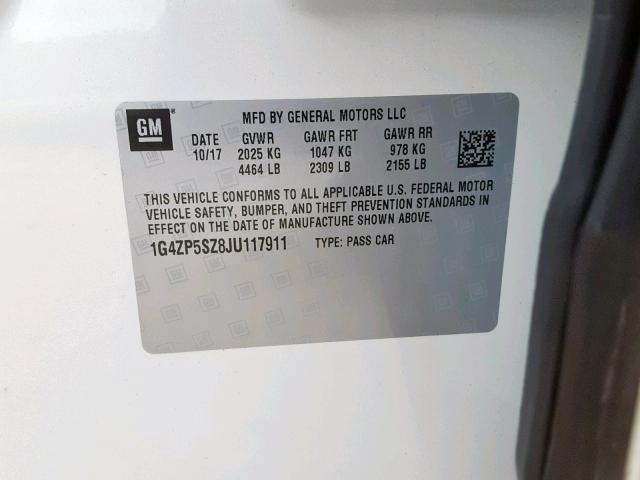 GM
MFD BY GENERAL MOTORS LLC
DATE GVWR GAWR FRT GAWR RR
10/17 2025 KG 1047 KG 978 KG
4464 LB 2309 LB 2155 LB
THIS VEHICLE CONFORMS TO ALL APPLICABLE U.S. FEDERAL MOTOR
VEHICLE SAFETY, BUMPER, AND THEFT PREVENTION STANDARDS IN
EFFECT ON THE DATE OF MANUFACTURE SHOWN ABOVE.
1G4ZP5SZ8JU117911 TYPE: PASS CAR